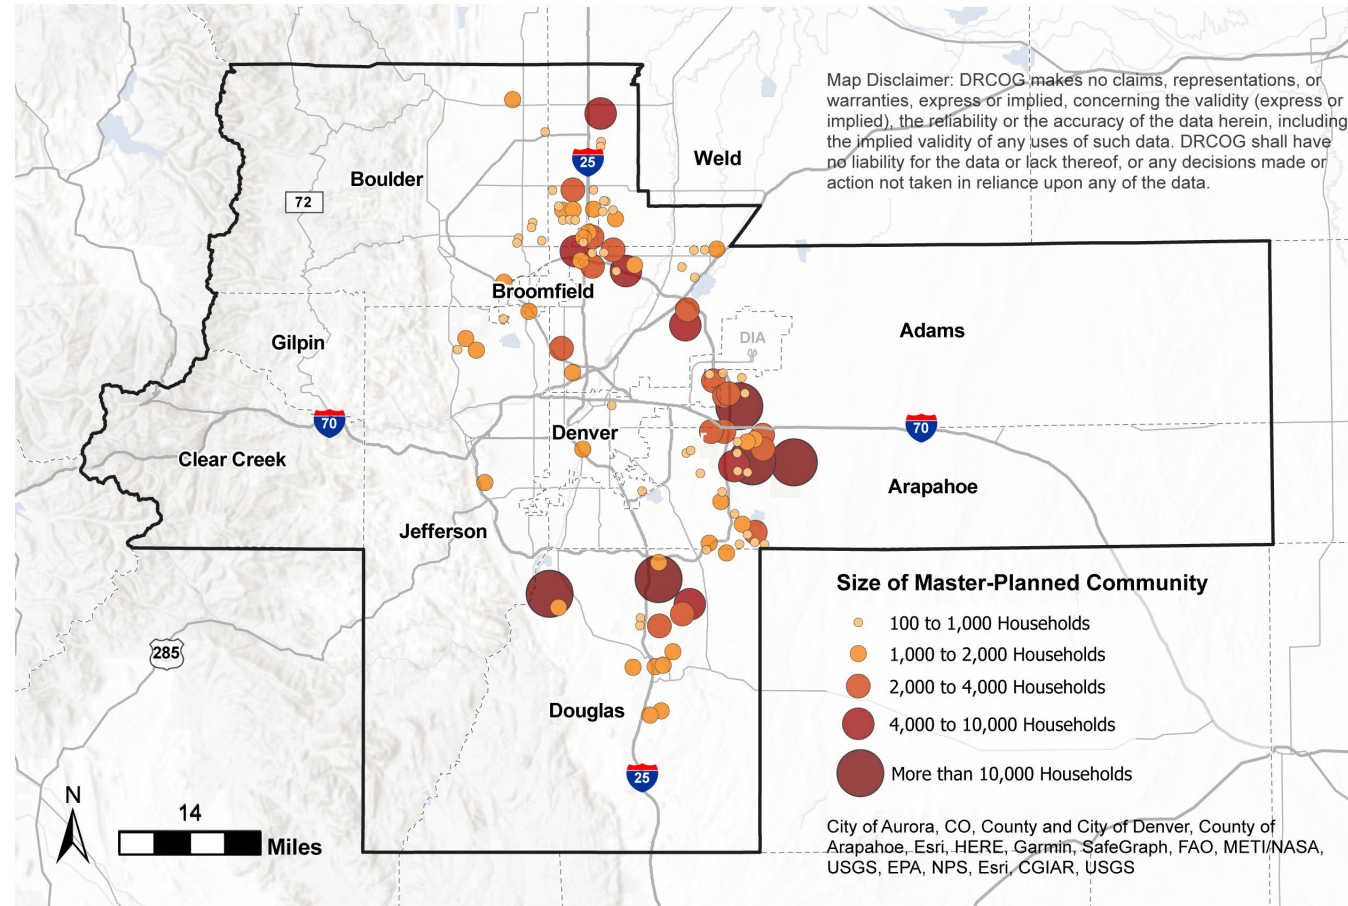 Map Disclaimer: DRCOG makes no claims, representations, or
warranties, express or implied, concerning the validity (express or
implied), the reliability or the accuracy of the data herein, including
the implied validity of any uses of such data. DRCOG shall have
no liability for the data or lack thereof, or any decisions made or
action not taken in reliance upon any of the data.
25
Weld
Boulder
72
Broomfield
Adams
DIA
Gilpin
70
70
Denver
Clear Creek
Arapahoe
Jefferson
Size of Master-Planned Community
100 to 1,000 Households
1,000 to 2,000 Households
2,000 to 4,000 Households
4,000 to 10,000 Households
More than 10,000 Households
285
Douglas
25
N
14
Miles
City of Aurora, CO, County and City of Denver, County of
Arapahoe, Esri, HERE, Garmin, SafeGraph, FAO, METI/NASA,
USGS, EPA, NPS, Esri, CGIAR, USGS